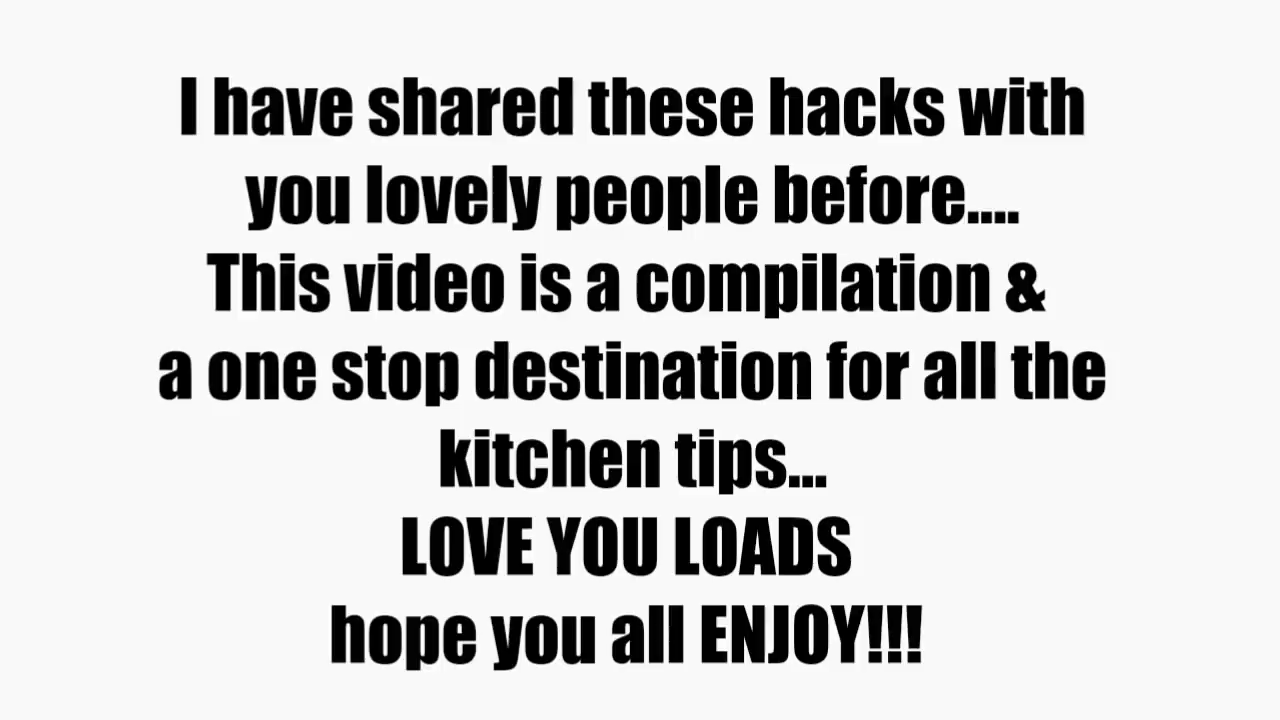 I have shared these hacks with
you lovely people before....
This video is a compilation &
a one stop destination for all the
kitchen tips...
LOVE YOU LOADS
hope you all ENJOY!!!